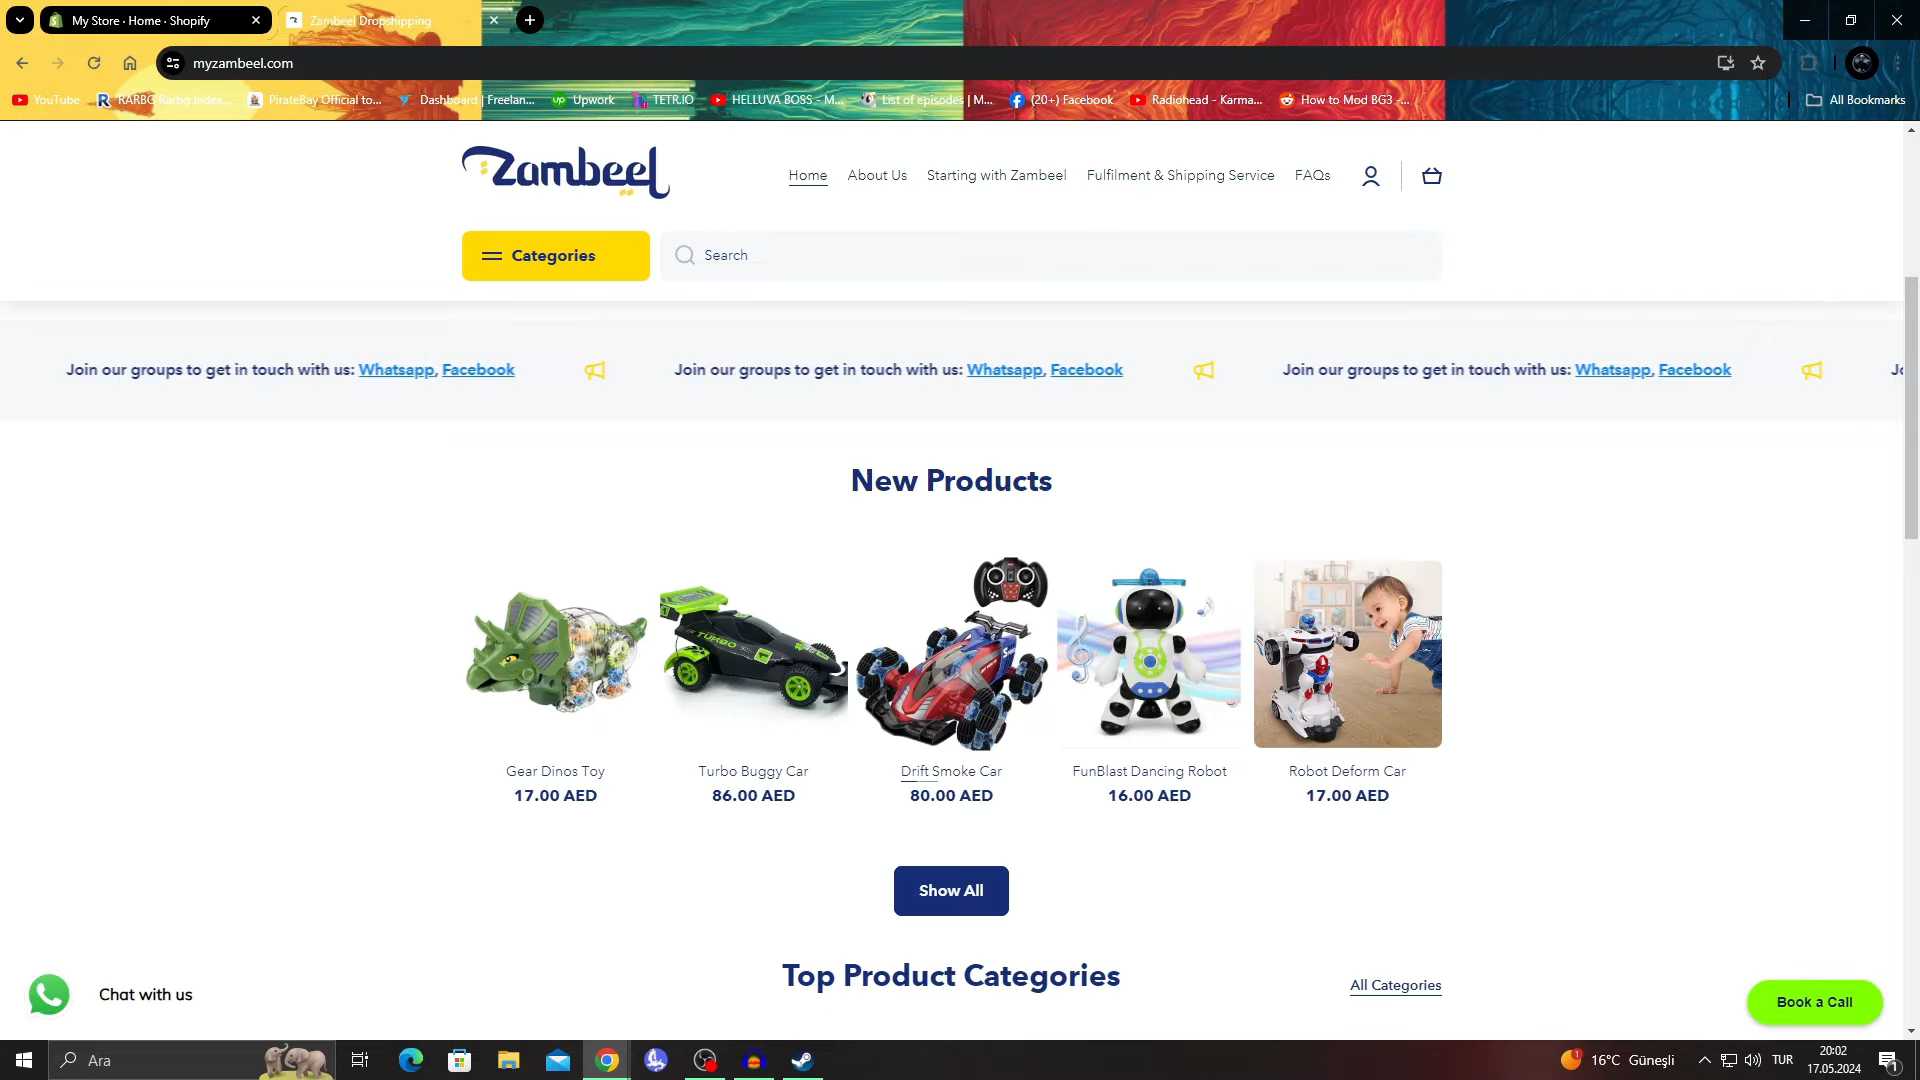 My Store · Home · Shopify
Zambeel Dropshipping
myzambeel.com
YouTube
RARBG Rarbg Index...
PirateBay Official to...
Dashboard | Freelan...
Upwork
TETR.IO
HELLUVA BOSS - M...
List of episodes | M...
(20+) Facebook
Radiohead - Karma...
How to Mod BG3 -...
All Bookmarks
Zambeel
Home
About Us
Starting with Zambeel
Fulfilment & Shipping Service
FAQs
Categories
Search
Join our groups to get in touch with us: Whatsapp, Facebook
Join our groups to get in touch with us: Whatsapp, Facebook
Join our groups to get in touch with us: Whatsapp, Facebook
New Products
TURBO
Gear Dinos Toy
17.00 AED
Turbo Buggy Car
86.00 AED
Drift Smoke Car
80.00 AED
FunBlast Dancing Robot
16.00 AED
Robot Deform Car
17.00 AED
Show All
Top Product Categories
All Categories
Chat with us
Book a Call
Ara
1
16°C Güneşli
TUR
20:02
17.05.2024
1